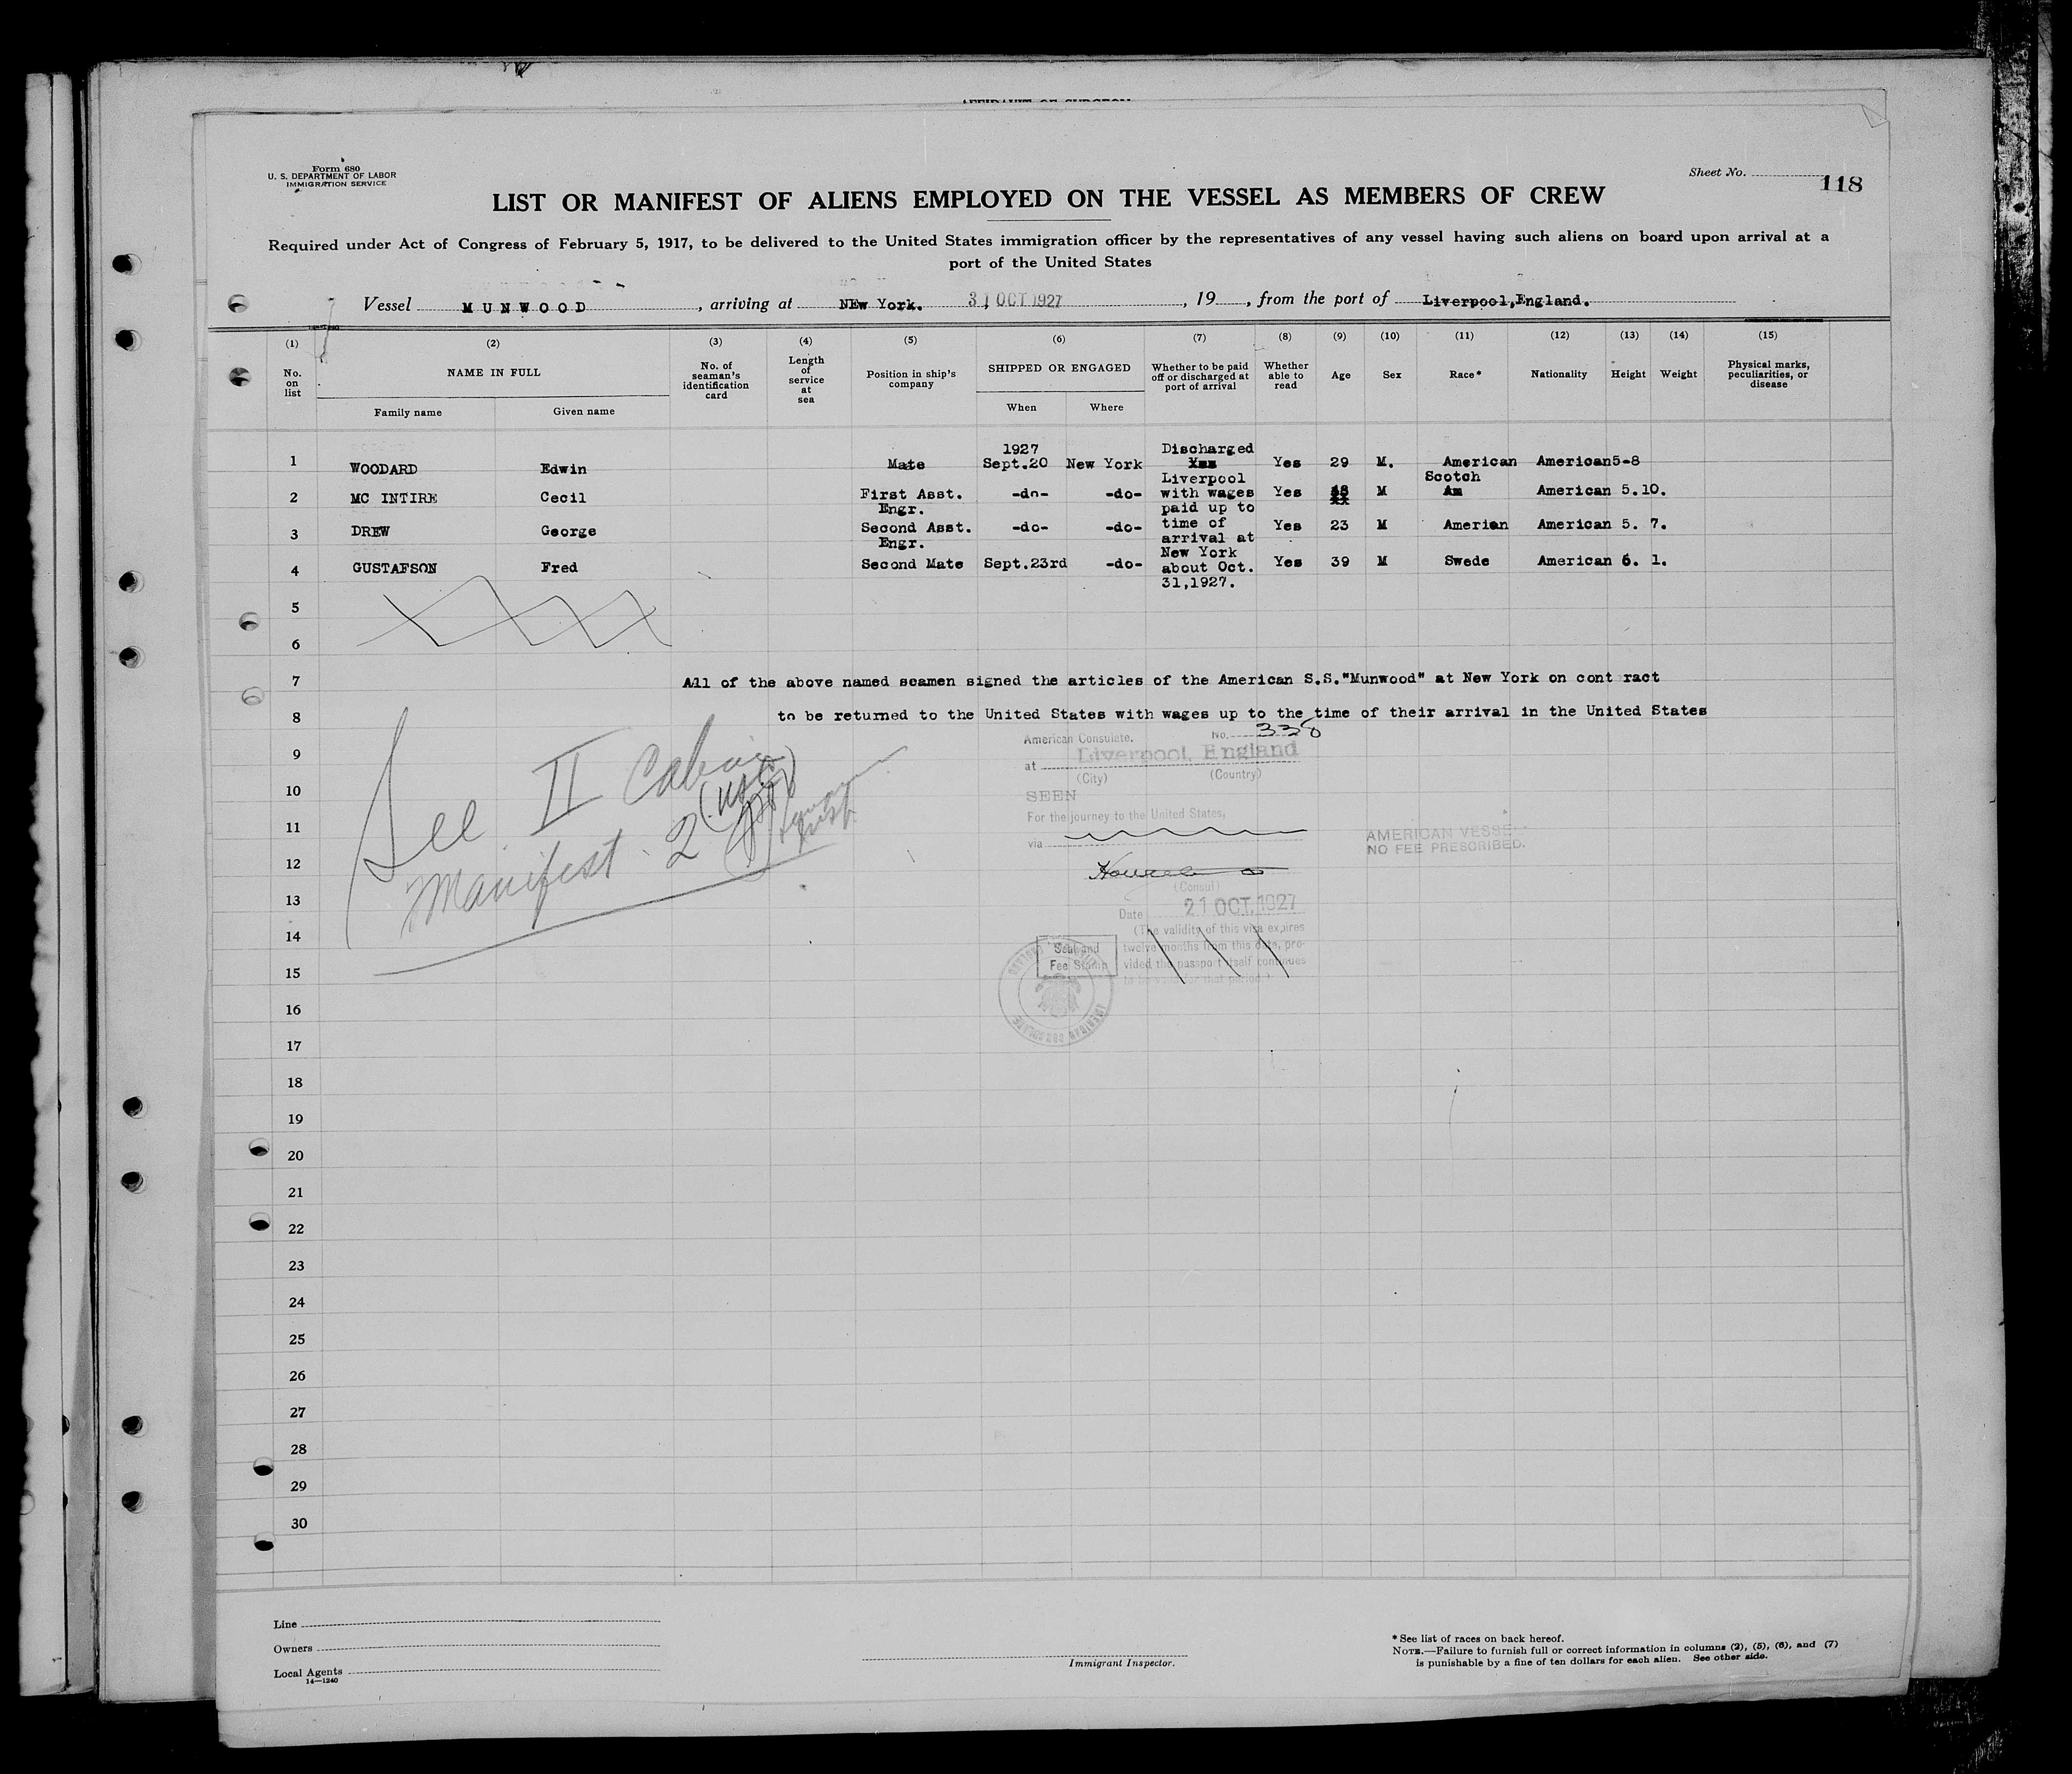 AFFIDAVIT OF SURGEON
Form 680
U. S. DEPARTMENT OF LABOR
IMMIGRATION SERVICE
Sheet No. 118
LIST OR MANIFEST OF ALIENS EMPLOYED ON THE VESSEL AS MEMBERS OF CREW
Required under Act of Congress of February 5, 1917, to be delivered to the United States immigration officer by the representatives of any vessel having such aliens on board upon arrival at a
port of the United States
Vessel MUNWOOD, arriving at NEw York. 31 OCT 1927, 19, from the port of Liverpool,England.
(1) (2) (3) (4) (5) (6) (7) (8) (9) (10) (11) (12) (13) (14) (15)
No. on list
NAME IN FULL
Family name
Given name
No. of seaman's identification card
Length of service at sea
Position in ship's company
SHIPPED OR ENGAGED
When
Where
Whether to be paid off or discharged at port of arrival
Whether able to read
Age
Sex
Race*
Nationality
Height
Weight
Physical marks, peculiarities, or disease
1 WOODARD Edwin Mate 1927 Sept.20 New York Discharged Yes Yes 29 M. American American 5-8
2 MC INTIRE Cecil First Asst. Engr. -do- -do- Liverpool with wages paid up to Yes M Scotch Am American 5.10.
3 DREW George Second Asst. Engr. -do- -do- time of arrival at Yes 23 M Amerian American 5. 7.
4 GUSTAFSON Fred Second Mate Sept.23rd -do- New York about Oct. 31,1927. Yes 39 M Swede American 6. 1.
5
6
7 All of the above named seamen signed the articles of the American S.S."Munwood" at New York on cont ract
8 to be returned to the United States with wages up to the time of their arrival in the United States
American Consulate. No. 338
9
at Liverpool, England
(City) (Country)
10
SEEN
11
For the journey to the United States,
via
AMERICAN VESSEL
NO FEE PRESCRIBED.
See II Cabin
Manifest. 2
12
(Consul)
13
Date 21 OCT. 1927
14
(The validity of this visa expires
twelve months from this date, pro-
vided the passport itself continues
to be valid for that period.)
Seal and
Fee Stamp
AMERICAN CONSULATE
15
16
17
18
19
20
21
22
23
24
25
26
27
28
29
30
Line
Owners
Local Agents
14—1240
Immigrant Inspector.
* See list of races on back hereof.
NOTE.—Failure to furnish full or correct information in columns (2), (5), (6), and (7)
is punishable by a fine of ten dollars for each alien. See other side.